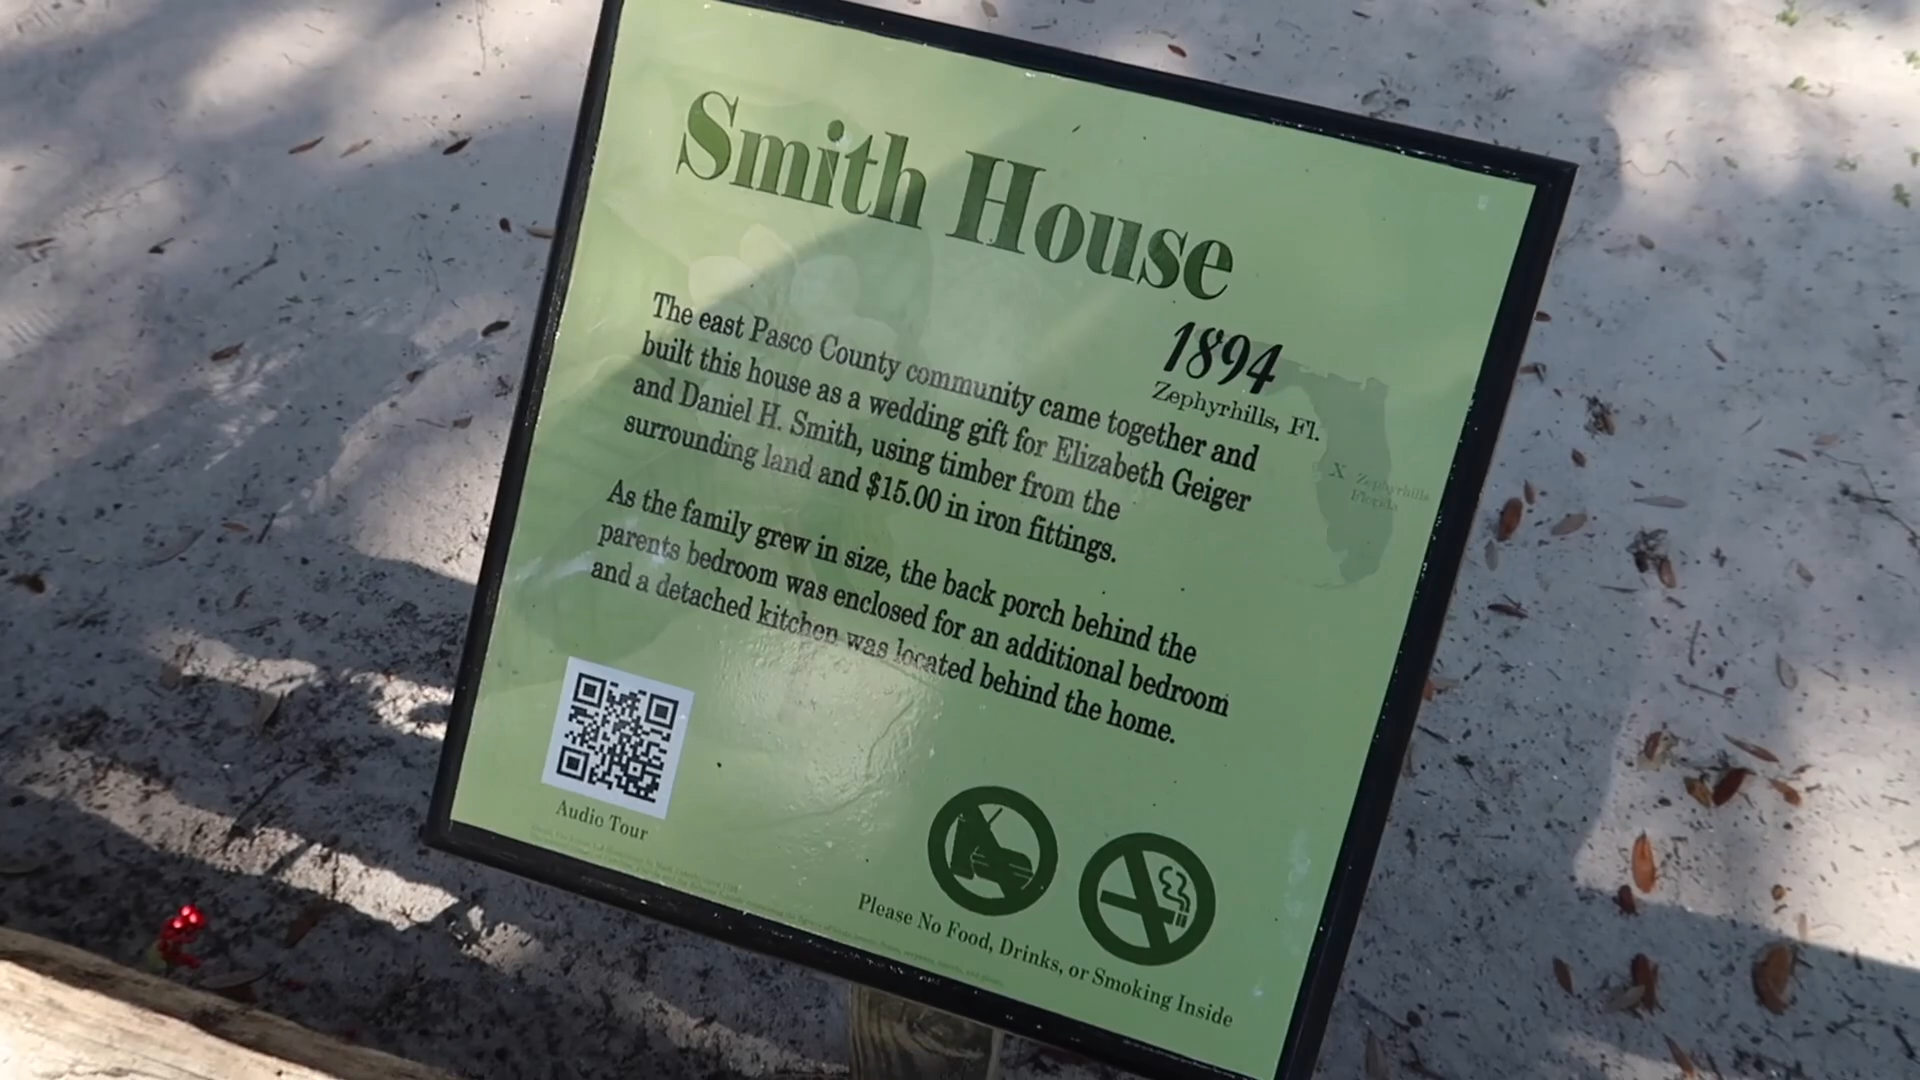 Smith House
1894
Zephyrhills, Fl.
The east Pasco County community came together and
built this house as a wedding gift for Elizabeth Geiger
and Daniel H. Smith, using timber from the
surrounding land and $15.00 in iron fittings.
X Zephyrhills
Florida
As the family grew in size, the back porch behind the
parents bedroom was enclosed for an additional bedroom
and a detached kitchen was located behind the home.
Audio Tour
Please No Food, Drinks, or Smoking Inside